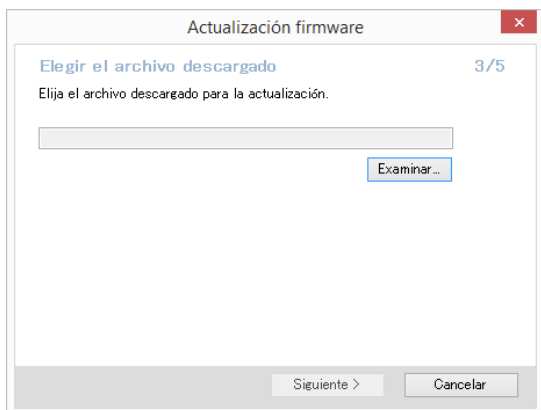 Actualización firmware
Elegir el archivo descargado 3/5
Elija el archivo descargado para la actualización.
Examinar...
Siguiente > Cancelar